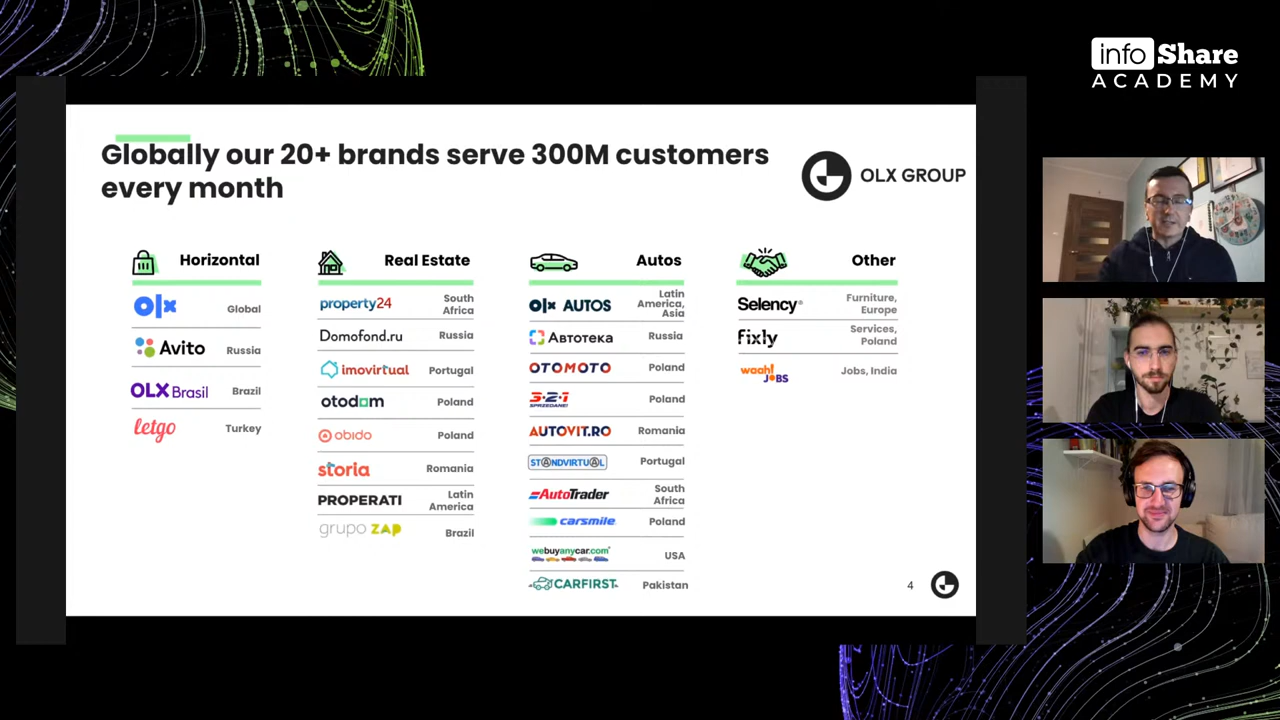 info Share
ACADEMY
Globally our 20+ brands serve 300M customers
every month
OLX GROUP
Horizontal
olx Global
Avito Russia
OLX Brasil Brazil
letgo Turkey
Real Estate
property24 South
Africa
Domofond.ru Russia
imovirtual Portugal
otodom Poland
obido Poland
storia Romania
PROPERATI Latin
America
grupo ZAP Brazil
Autos
olx AUTOS Latin
America,
Asia
Автотека Russia
OTOMOTO Poland
3·2·1
SPRZEDANE! Poland
AUTOVIT.RO Romania
STANDVIRTUAL Portugal
AutoTrader South
Africa
carsmile Poland
webuyanycar.com USA
CARFIRST Pakistan
Other
Selency Furniture,
Europe
fixly Services,
Poland
waah!
JOBS Jobs, India
4